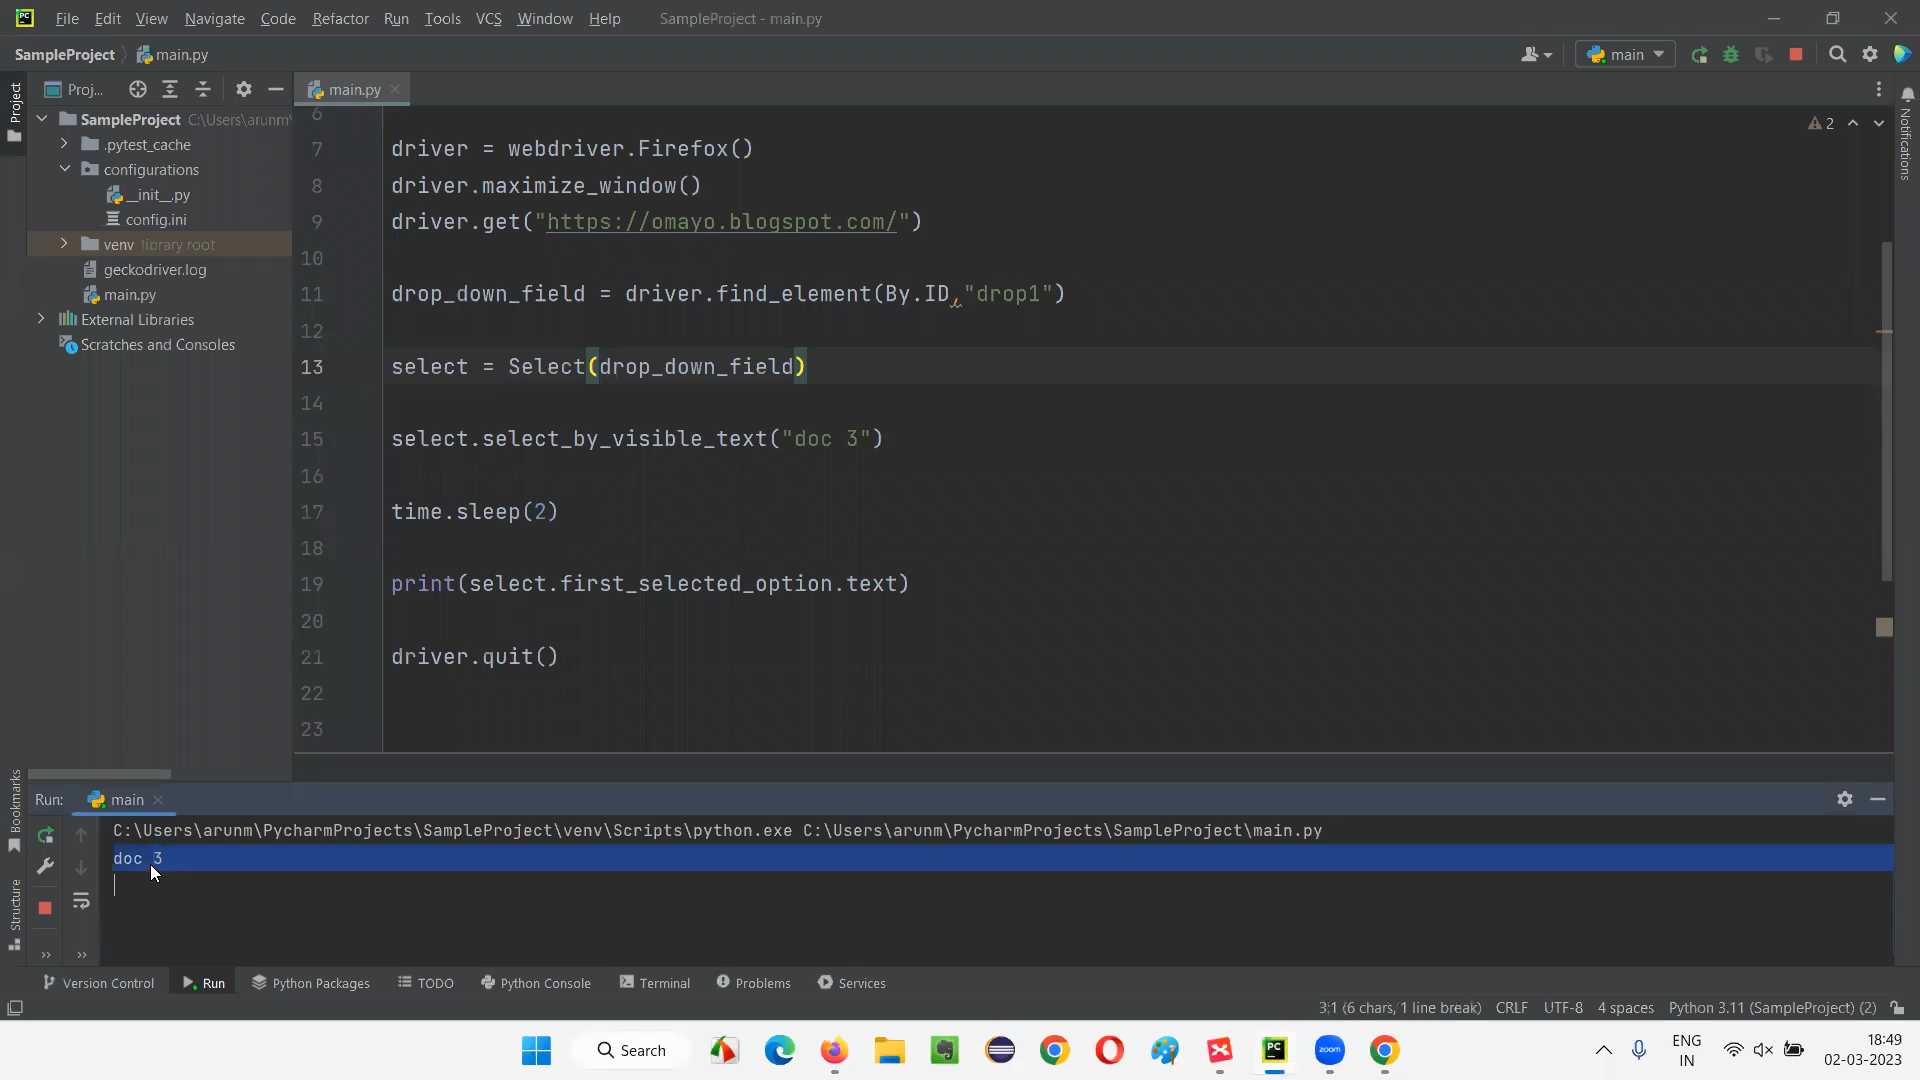 PC File Edit View Navigate Code Refactor Run Tools VCS Window Help SampleProject - main.py
SampleProject main.py main
Project Proj... main.py
Notifications
SampleProject C:\Users\arunm\
.pytest_cache
configurations
__init__.py
config.ini
venv library root
geckodriver.log
main.py
External Libraries
Scratches and Consoles
2
6
7 driver = webdriver.Firefox()
8 driver.maximize_window()
9 driver.get("https://omayo.blogspot.com/")
10
11 drop_down_field = driver.find_element(By.ID,"drop1")
12
13 select = Select(drop_down_field)
14
15 select.select_by_visible_text("doc 3")
16
17 time.sleep(2)
18
19 print(select.first_selected_option.text)
20
21 driver.quit()
22
23
Bookmarks
Structure
Run: main
C:\Users\arunm\PycharmProjects\SampleProject\venv\Scripts\python.exe C:\Users\arunm\PycharmProjects\SampleProject\main.py
doc 3
Version Control Run Python Packages TODO Python Console Terminal Problems Services
3:1 (6 chars, 1 line break) CRLF UTF-8 4 spaces Python 3.11 (SampleProject) (2)
Search PC zoom ENG IN 18:49
02-03-2023